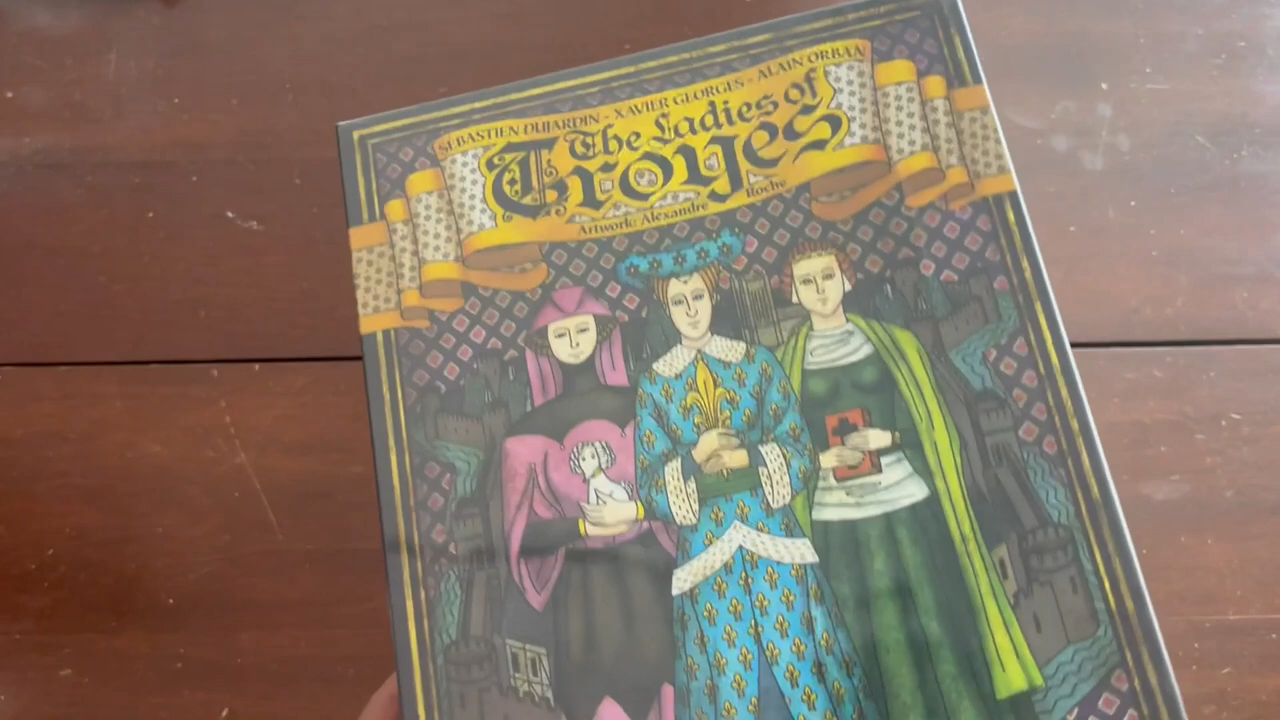 SÉBASTIEN DUJARDIN - XAVIER GEORGES - ALAIN ORBAN
The Ladies of
Troyes
Artwork: Alexandre Roche